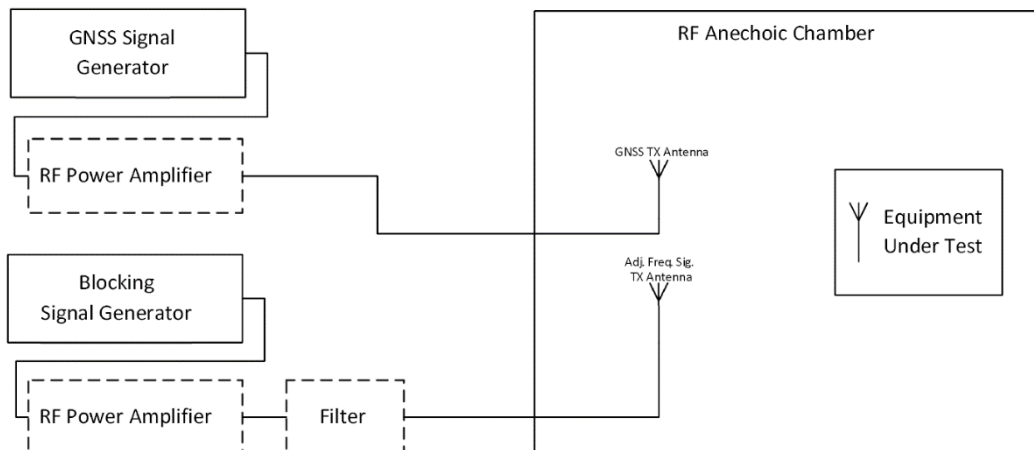 GNSS Signal
Generator
RF Anechoic Chamber
RF Power Amplifier
GNSS TX Antenna
Equipment
Under Test
Blocking
Signal Generator
Adj. Freq. Sig.
TX Antenna
RF Power Amplifier
Filter